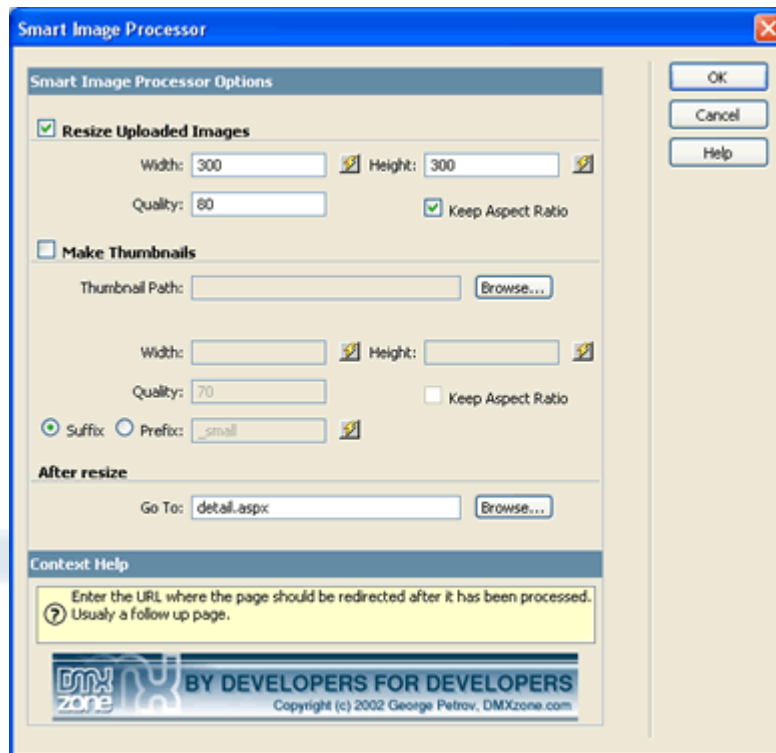 Smart Image Processor
OK
Cancel
Help
Smart Image Processor Options
Resize Uploaded Images
Width: 300 Height: 300
Quality: 80 Keep Aspect Ratio
Make Thumbnails
Thumbnail Path: Browse...
Width: Height:
Quality: 70 Keep Aspect Ratio
Suffix Prefix: _small
After resize
Go To: detail.aspx Browse...
Context Help
Enter the URL where the page should be redirected after it has been processed.
Usualy a follow up page.
DMX zone BY DEVELOPERS FOR DEVELOPERS
Copyright (c) 2002 George Petrov, DMXzone.com